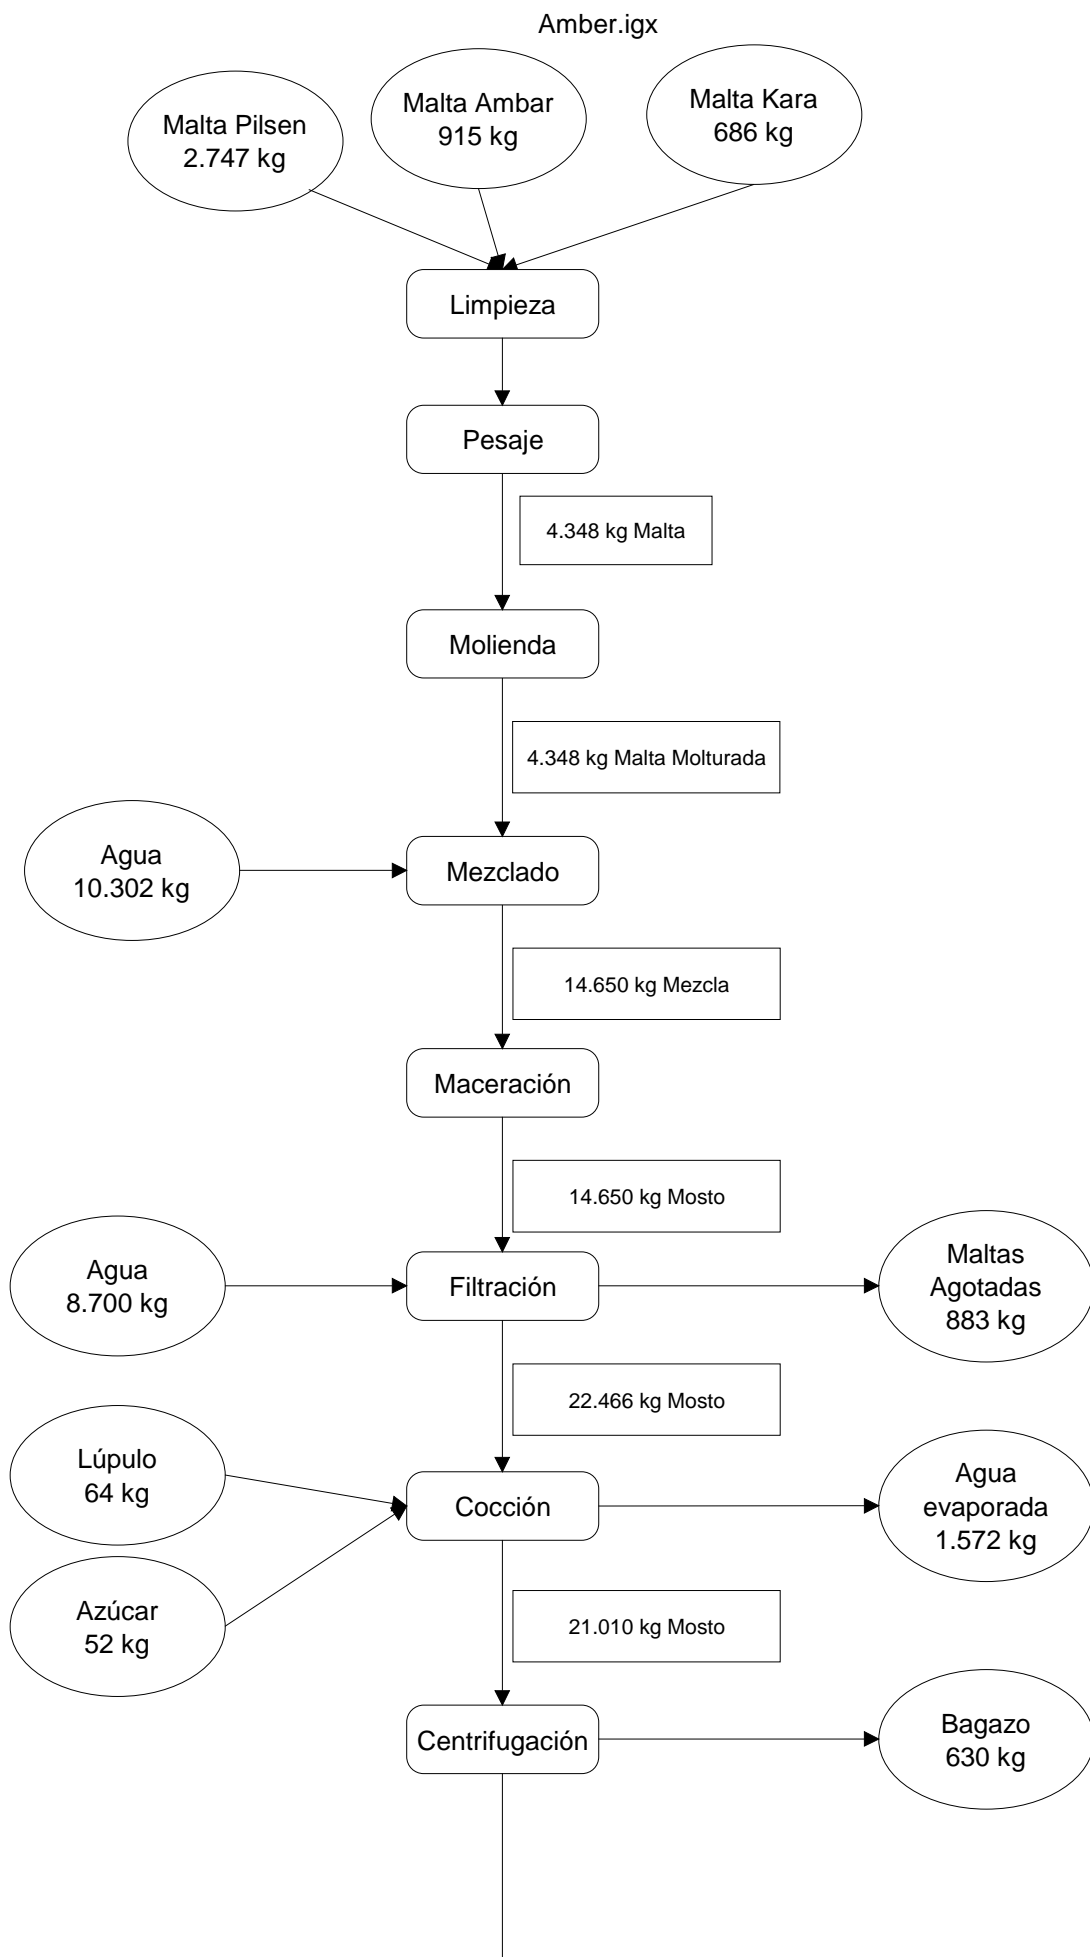 Amber.igx
Malta Pilsen
2.747 kg
Malta Ambar
915 kg
Malta Kara
686 kg
Limpieza
Pesaje
4.348 kg Malta
Molienda
4.348 kg Malta Molturada
Agua
10.302 kg
Mezclado
14.650 kg Mezcla
Maceración
14.650 kg Mosto
Agua
8.700 kg
Filtración
Maltas
Agotadas
883 kg
22.466 kg Mosto
Lúpulo
64 kg
Cocción
Agua
evaporada
1.572 kg
Azúcar
52 kg
21.010 kg Mosto
Centrifugación
Bagazo
630 kg